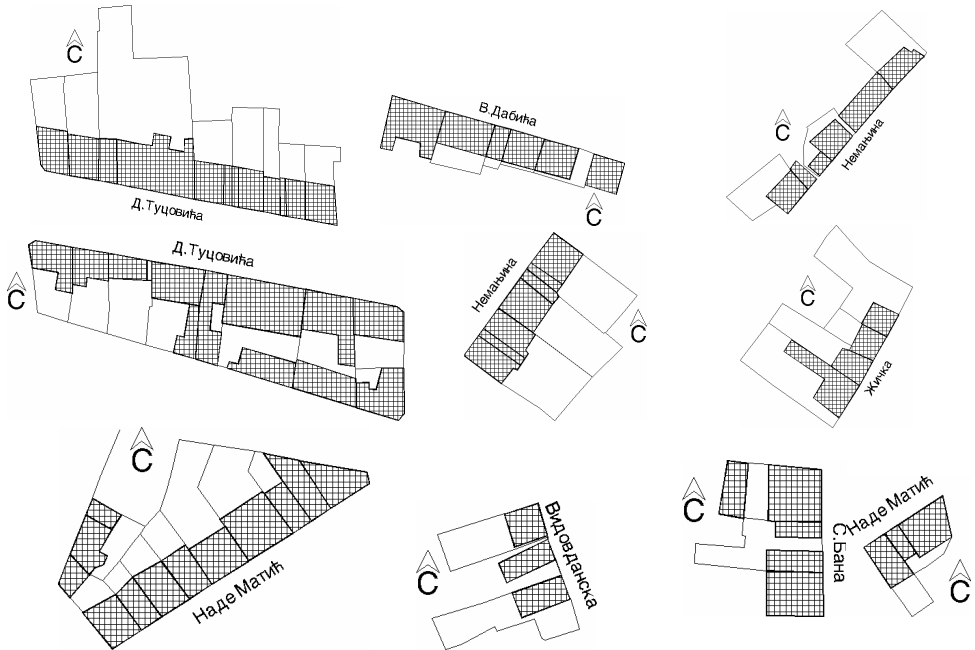 С
Д.Туцовића
В.Дабића
С
С
Немањина
Д.Туцовића
С
Немањина
С
С
Жичка
С
Наде Матић
С
Видовданска
С
С.Бана
Наде Матић
С